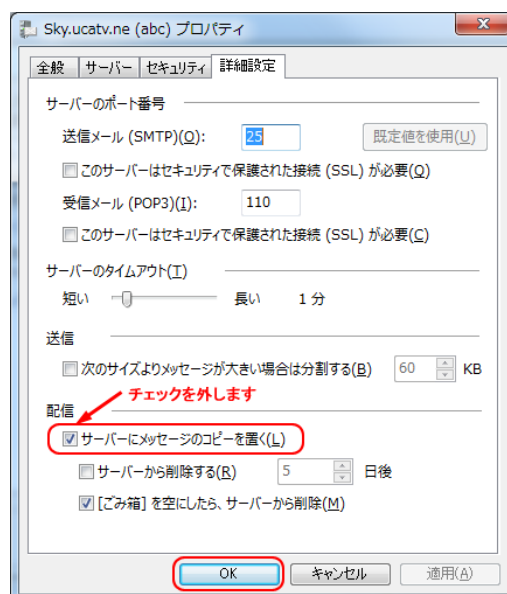 Sky.ucatv.ne (abc) プロパティ
全般 サーバー セキュリティ 詳細設定
サーバーのポート番号
送信メール (SMTP)(O): 25 既定値を使用(U)
このサーバーはセキュリティで保護された接続 (SSL) が必要(Q)
受信メール (POP3)(I): 110
このサーバーはセキュリティで保護された接続 (SSL) が必要(C)
サーバーのタイムアウト(T)
短い 長い 1 分
送信
次のサイズよりメッセージが大きい場合は分割する(B) 60 KB
チェックを外します
配信
サーバーにメッセージのコピーを置く(L)
サーバーから削除する(R) 5 日後
[ごみ箱] を空にしたら、サーバーから削除(M)
OK キャンセル 適用(A)